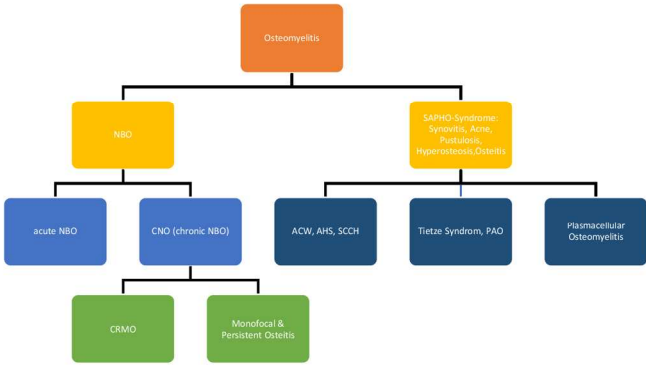 Osteomyelitis
NBO
SAPHO-Syndrome:
Synovitis, Acne,
Pustulosis,
Hyperosteosis,Osteitis
acute NBO
CNO (chronic NBO)
ACW, AHS, SCCH
Tietze Syndrom, PAO
Plasmacellular
Osteomyelitis
CRMO
Monofocal &
Persistent Osteitis